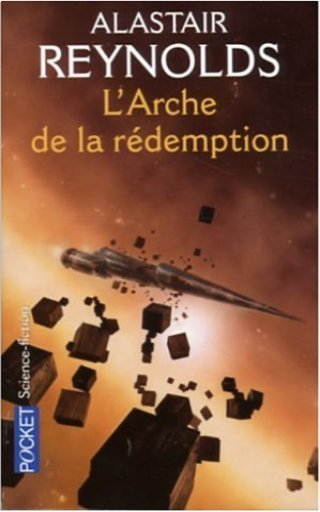 ALASTAIR
REYNOLDS
L'Arche
de la rédemption
POCKET Science-fiction